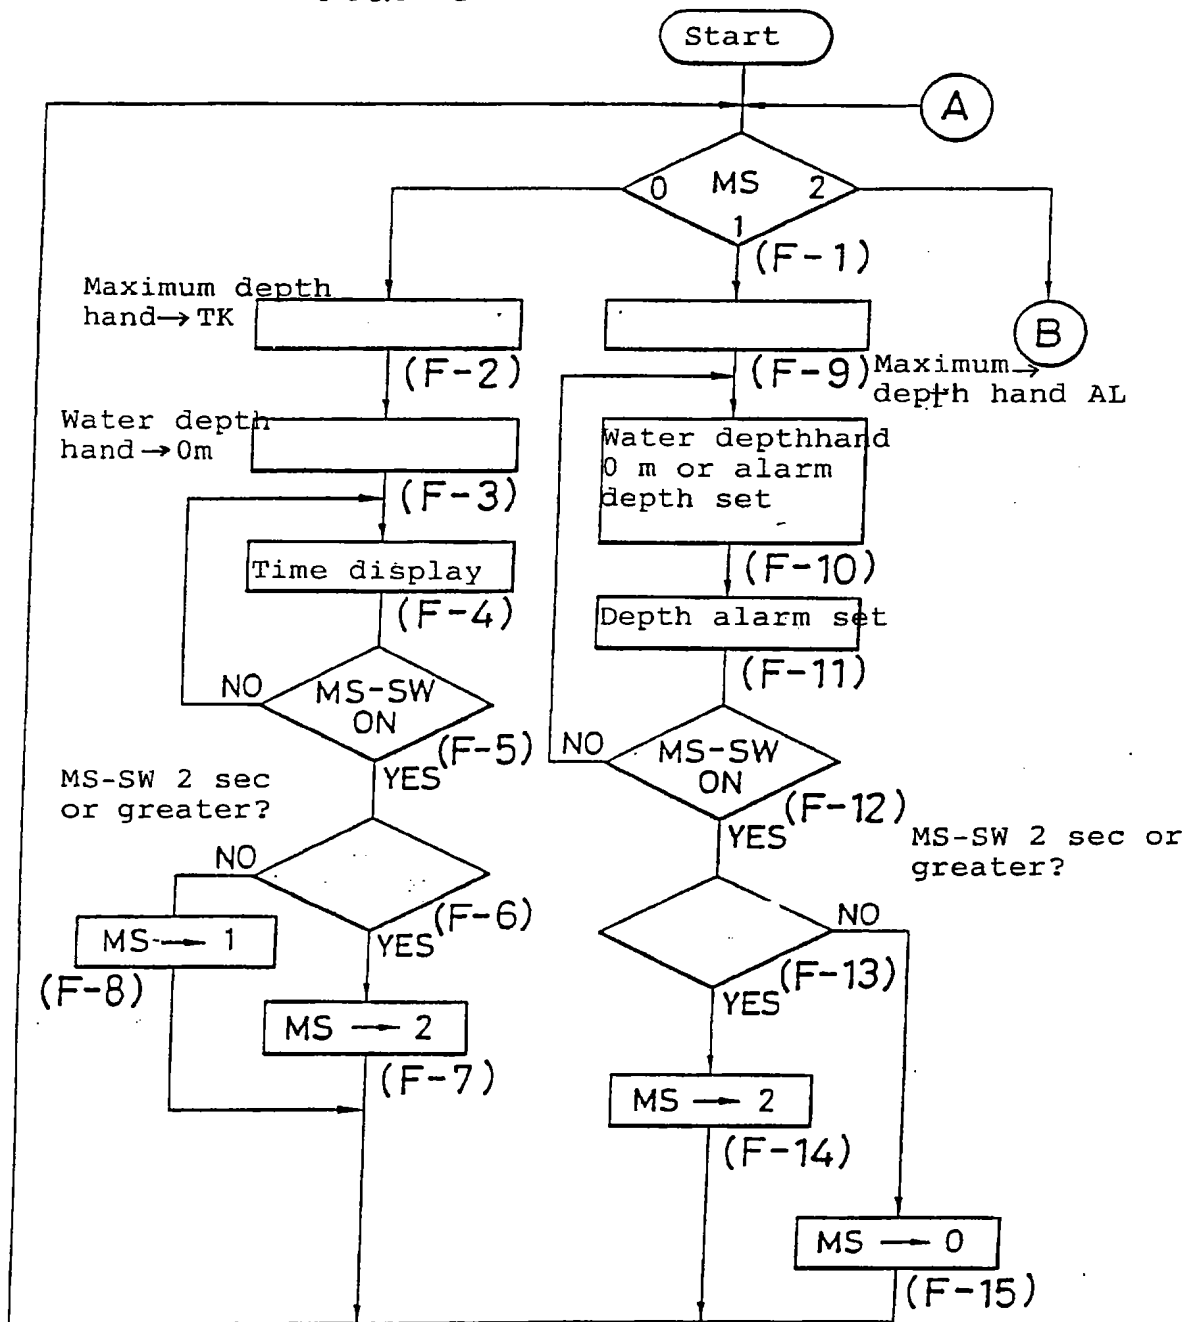 Start
A
0 MS 2
1
(F-1)
Maximum depth
hand→TK
(F-2)
B
(F-9)
Maximum→
depth hand AL
Water depth
hand→0m
(F-3)
Water depthhand
0 m or alarm
depth set
(F-10)
Time display
(F-4)
Depth alarm set
(F-11)
NO
MS-SW
ON
(F-5)
YES
NO
MS-SW
ON
(F-12)
YES
MS-SW 2 sec
or greater?
NO
(F-6)
YES
MS-SW 2 sec or
greater?
NO
(F-13)
YES
MS→1
(F-8)
MS→2
(F-7)
MS→2
(F-14)
MS→0
(F-15)